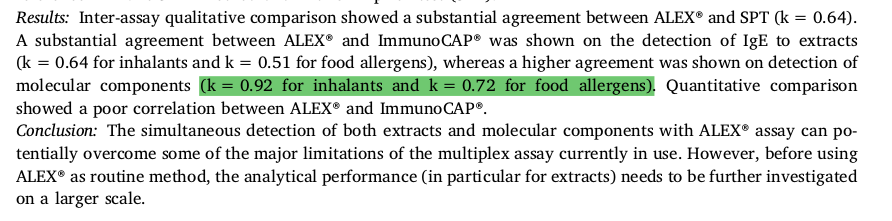 Results: Inter-assay qualitative comparison showed a substantial agreement between ALEX® and SPT (k = 0.64).
A substantial agreement between ALEX® and ImmunoCAP® was shown on the detection of IgE to extracts
(k = 0.64 for inhalants and k = 0.51 for food allergens), whereas a higher agreement was shown on detection of
molecular components (k = 0.92 for inhalants and k = 0.72 for food allergens). Quantitative comparison
showed a poor correlation between ALEX® and ImmunoCAP®.
Conclusion: The simultaneous detection of both extracts and molecular components with ALEX® assay can po-
tentially overcome some of the major limitations of the multiplex assay currently in use. However, before using
ALEX® as routine method, the analytical performance (in particular for extracts) needs to be further investigated
on a larger scale.